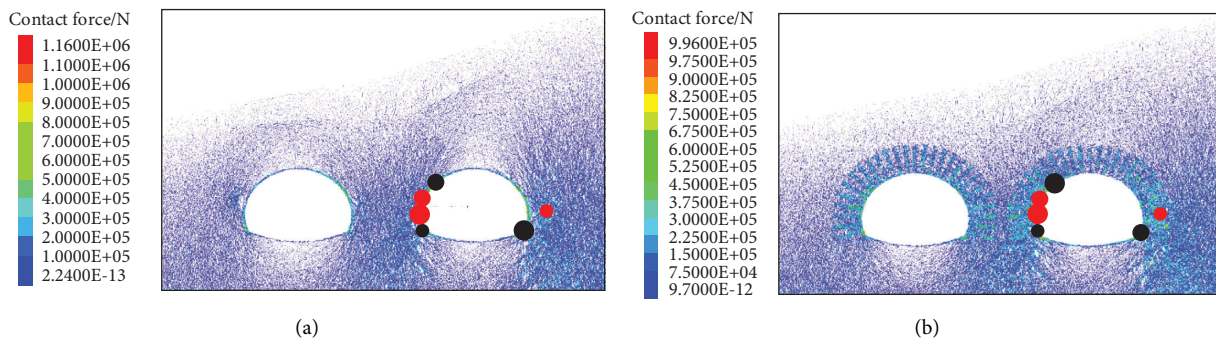 Contact force/N
1.1600E+06
1.1000E+06
1.0000E+06
9.0000E+05
8.0000E+05
7.0000E+05
6.0000E+05
5.0000E+05
4.0000E+05
3.0000E+05
2.0000E+05
1.0000E+05
2.2400E-13
(a)
Contact force/N
9.9600E+05
9.7500E+05
9.0000E+05
8.2500E+05
7.5000E+05
6.7500E+05
5.2500E+05
4.5000E+05
3.7500E+05
3.0000E+05
2.2500E+05
1.5000E+05
7.5000E+04
9.7000E-12
(b)